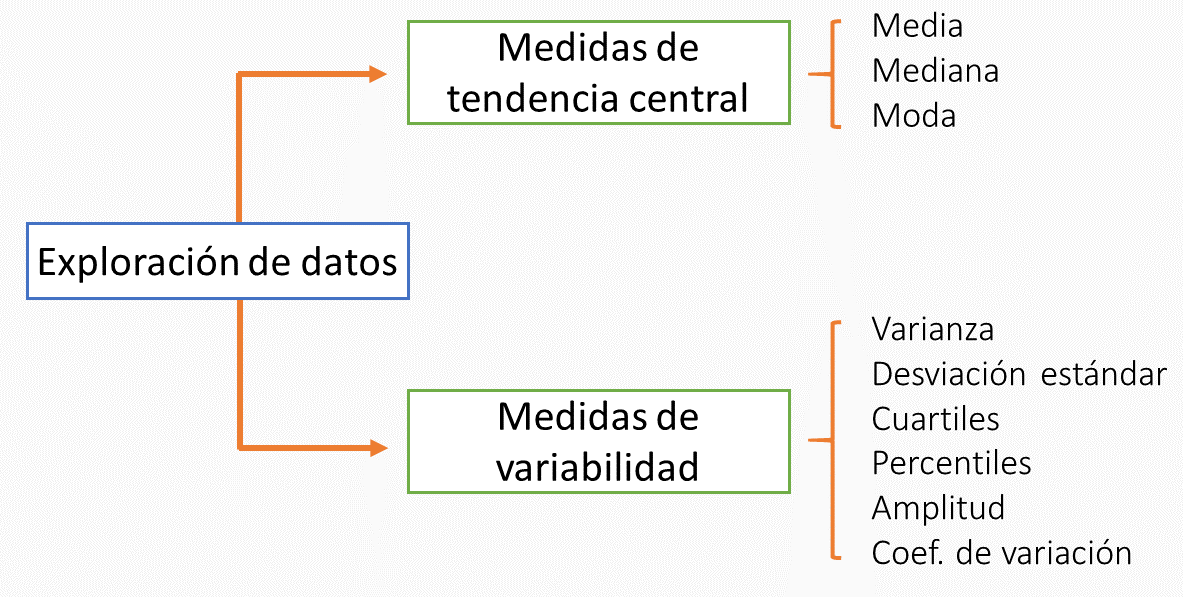 Medidas de
tendencia central
Media
Mediana
Moda
Exploración de datos
Medidas de
variabilidad
Varianza
Desviación estándar
Cuartiles
Percentiles
Amplitud
Coef. de variación